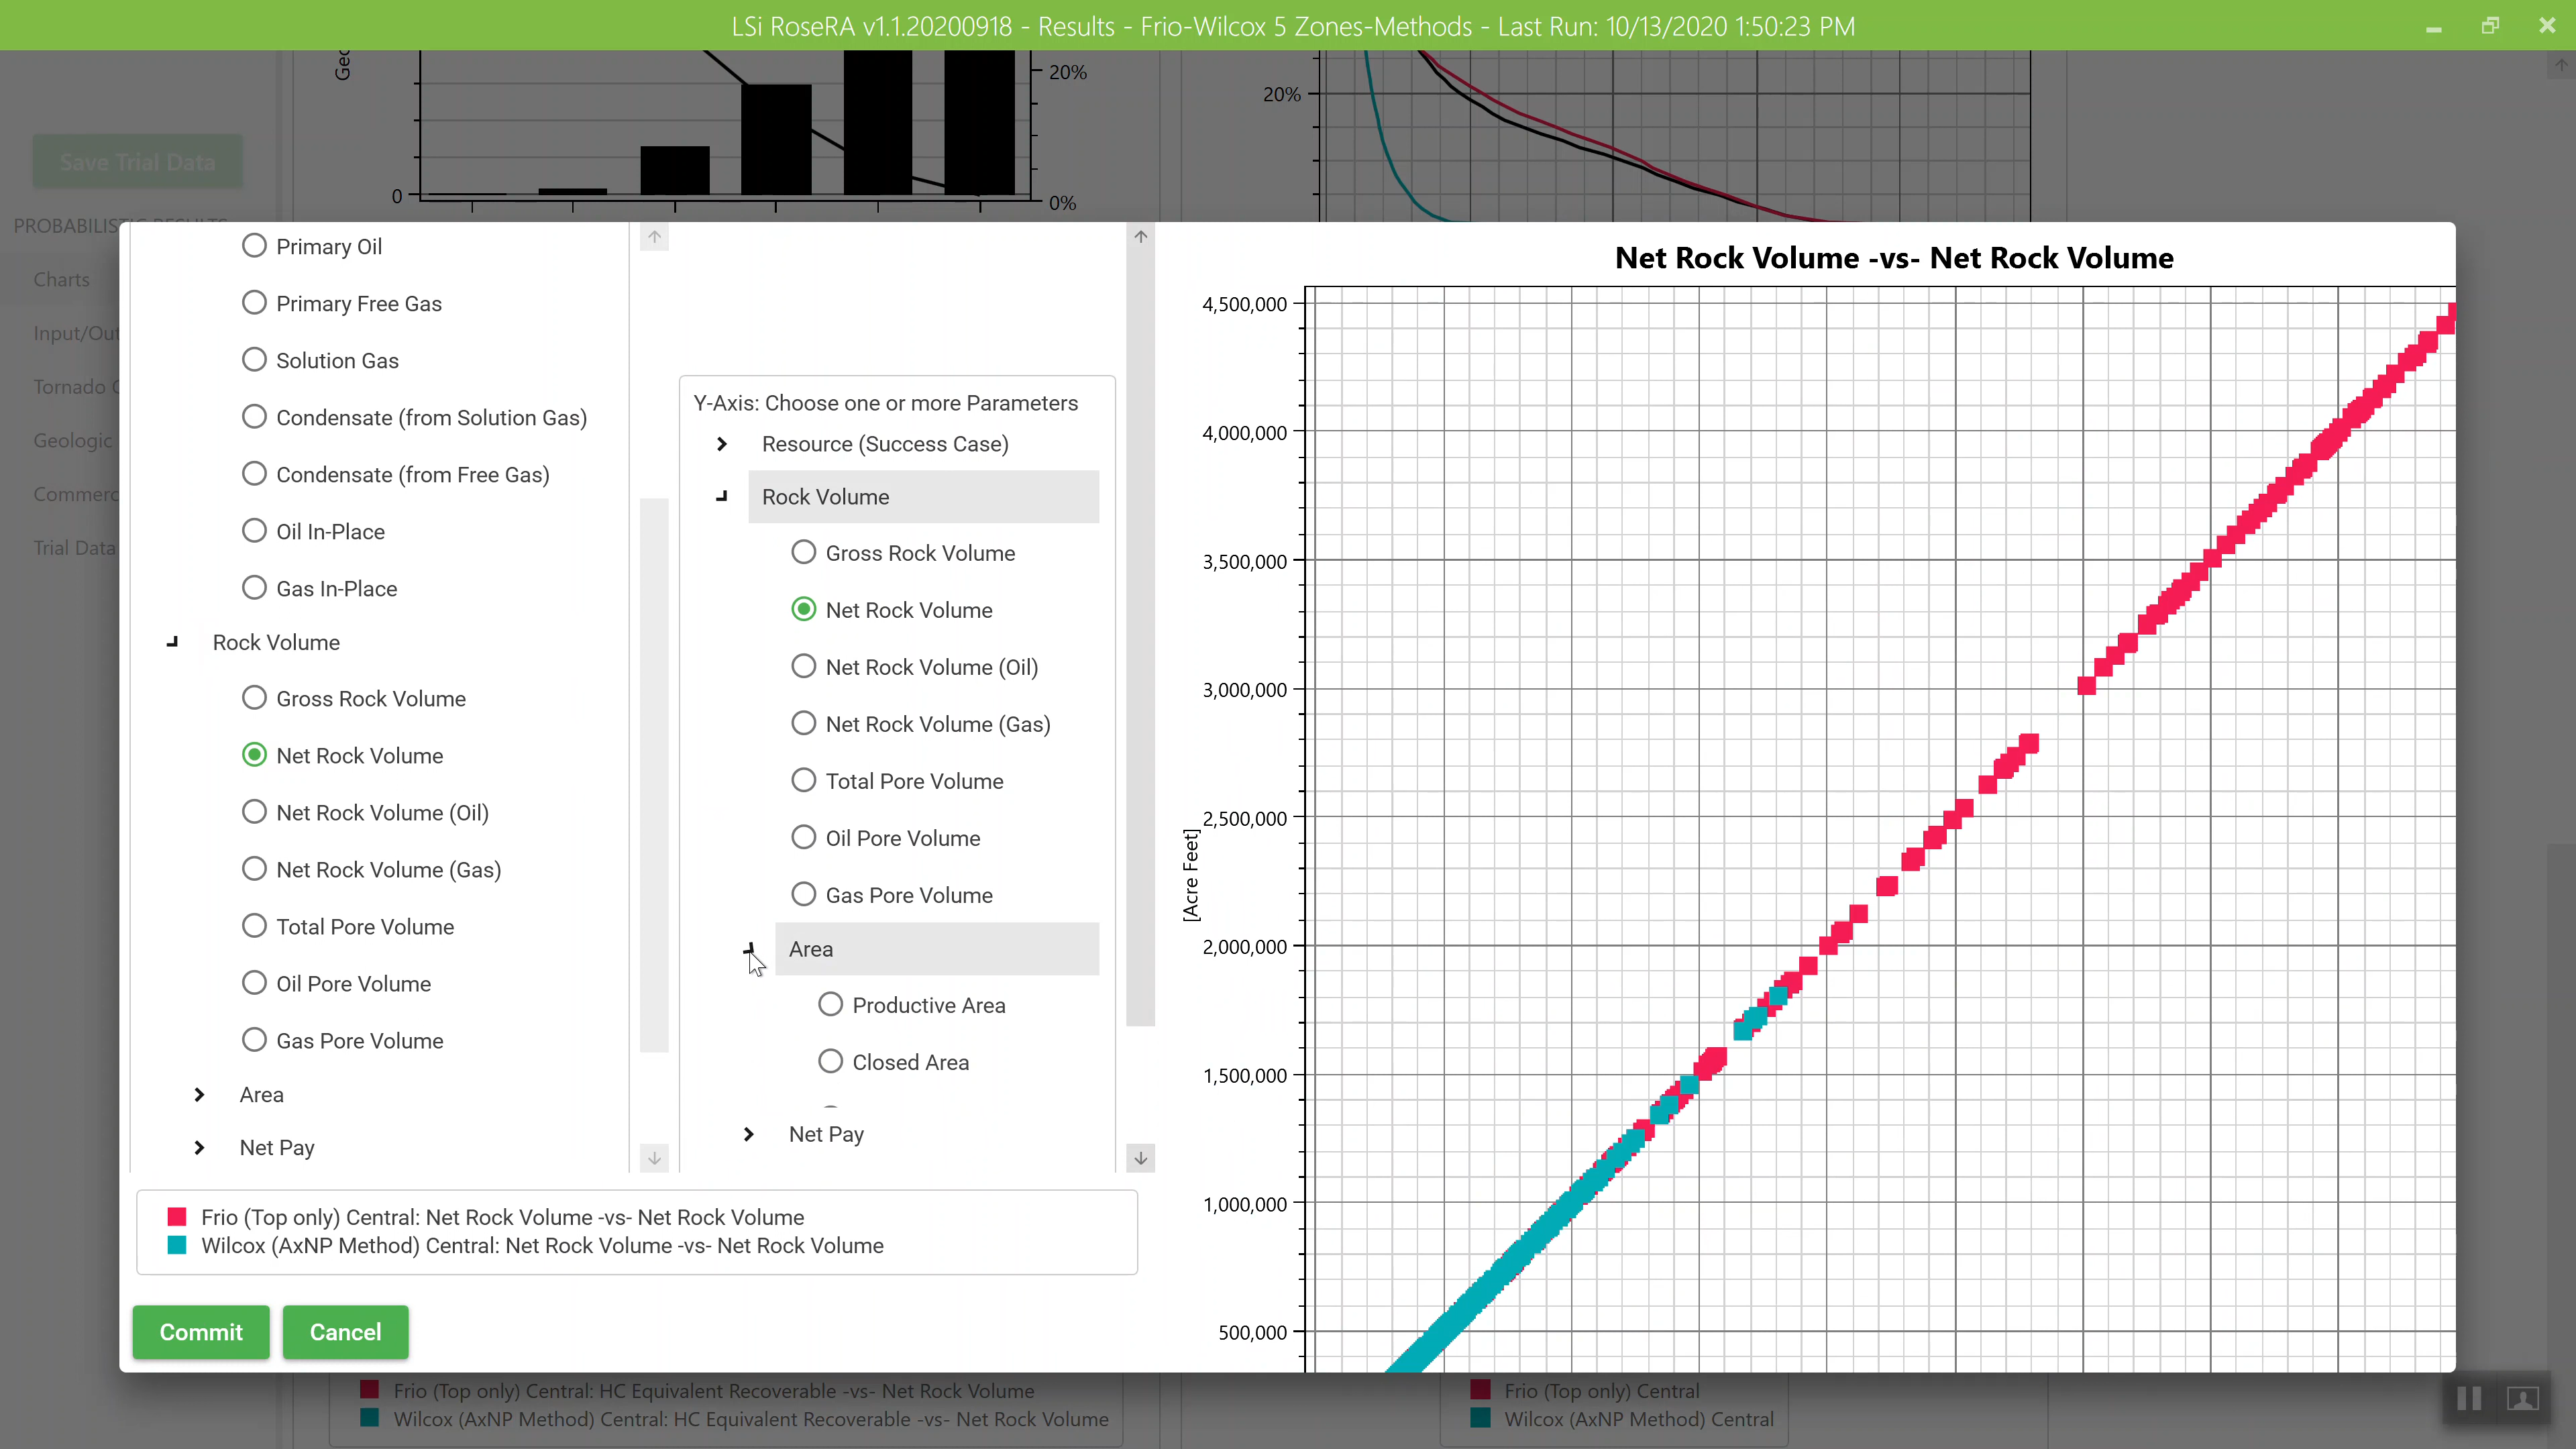 LSi RoseRA v1.1.20200918 - Results - Frio-Wilcox 5 Zones-Methods - Last Run: 10/13/2020 1:50:23 PM
20%
0
0%
20%
Save Trial Data
Charts
Input/Out
Tornado
Geologic
Trial Data
Primary Oil
Primary Free Gas
Solution Gas
Condensate (from Solution Gas)
Condensate (from Free Gas)
Oil In-Place
Gas In-Place
Rock Volume
Gross Rock Volume
Net Rock Volume
Net Rock Volume (Oil)
Net Rock Volume (Gas)
Total Pore Volume
Oil Pore Volume
Gas Pore Volume
Area
Net Pay
Y-Axis: Choose one or more Parameters
Resource (Success Case)
Rock Volume
Gross Rock Volume
Net Rock Volume
Net Rock Volume (Oil)
Net Rock Volume (Gas)
Total Pore Volume
Oil Pore Volume
Gas Pore Volume
Area
Productive Area
Closed Area
Net Pay
Net Rock Volume -vs- Net Rock Volume
4,500,000
4,000,000
3,500,000
3,000,000
2,500,000
2,000,000
1,500,000
1,000,000
500,000
[Acre Feet]
Frio (Top only) Central: Net Rock Volume -vs- Net Rock Volume
Wilcox (AxNP Method) Central: Net Rock Volume -vs- Net Rock Volume
Commit
Cancel
Frio (Top only) Central: HC Equivalent Recoverable -vs- Net Rock Volume
Wilcox (AxNP Method) Central: HC Equivalent Recoverable -vs- Net Rock Volume
Frio (Top only) Central
Wilcox (AxNP Method) Central